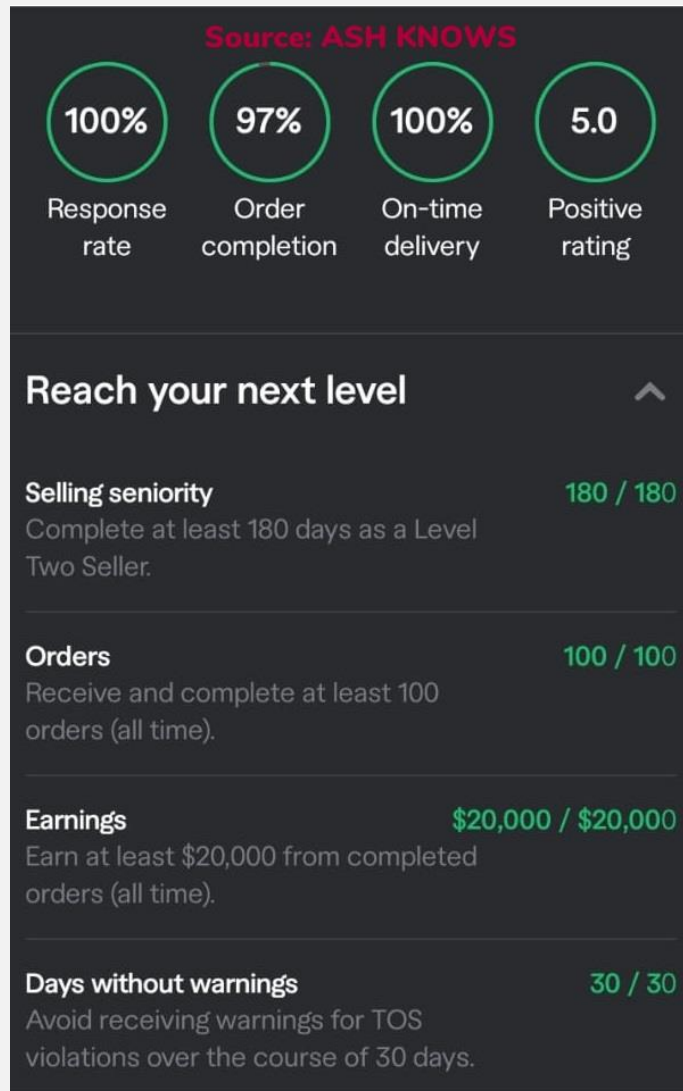 Source: ASH KNOWS
100%
97%
100%
5.0
Response rate
Order completion
On-time delivery
Positive rating
Reach your next level
Selling seniority
180 / 180
Complete at least 180 days as a Level
Two Seller.
Orders
100 / 100
Receive and complete at least 100
orders (all time).
Earnings
$20,000 / $20,000
Earn at least $20,000 from completed
orders (all time).
Days without warnings
30 / 30
Avoid receiving warnings for TOS
violations over the course of 30 days.